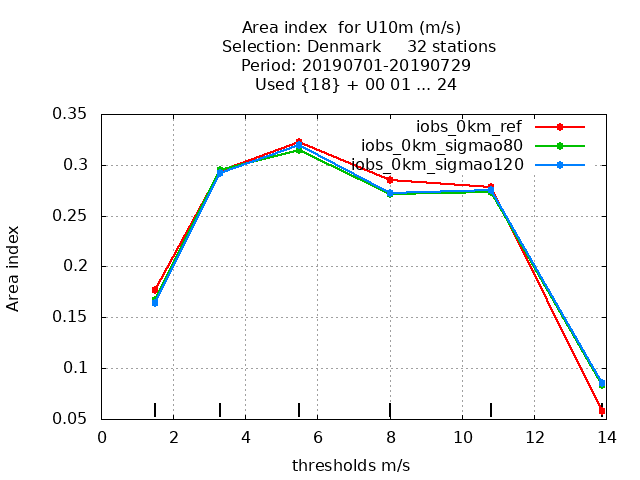 Area index  for U10m (m/s)
Selection: Denmark     32 stations
Period: 20190701-20190729
Used {18} + 00 01 ... 24
iobs_0km_ref
iobs_0km_sigmao80
iobs_0km_sigmao120
Area index
0.35
0.3
0.25
0.2
0.15
0.1
0.05
0 2 4 6 8 10 12 14
thresholds m/s